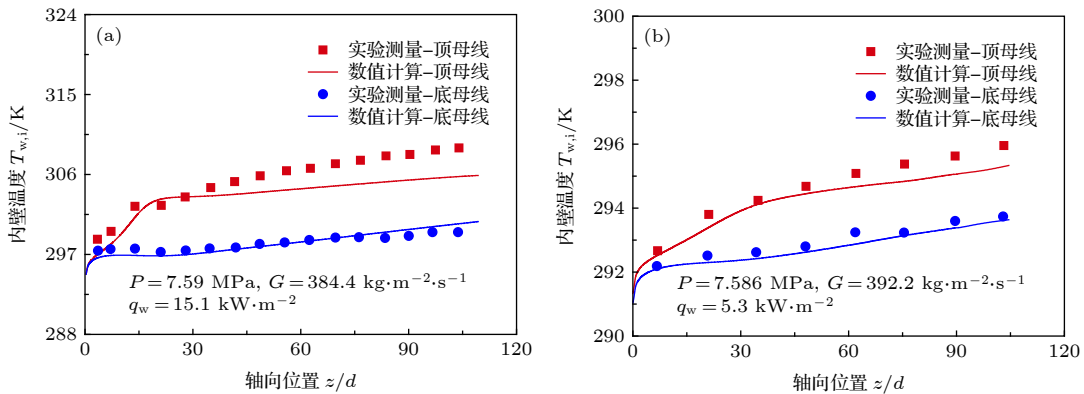 (a)
324
315
306
297
288
内壁温度 Tw,i/K
实验测量–顶母线
数值计算–顶母线
实验测量–底母线
数值计算–底母线
P = 7.59 MPa, G = 384.4 kg·m−2·s−1
qw = 15.1 kW·m−2
0 30 60 90 120
轴向位置 z/d
(b)
300
298
296
294
292
290
内壁温度 Tw,i/K
实验测量–顶母线
数值计算–顶母线
实验测量–底母线
数值计算–底母线
P = 7.586 MPa, G = 392.2 kg·m−2·s−1
qw = 5.3 kW·m−2
0 30 60 90 120
轴向位置 z/d